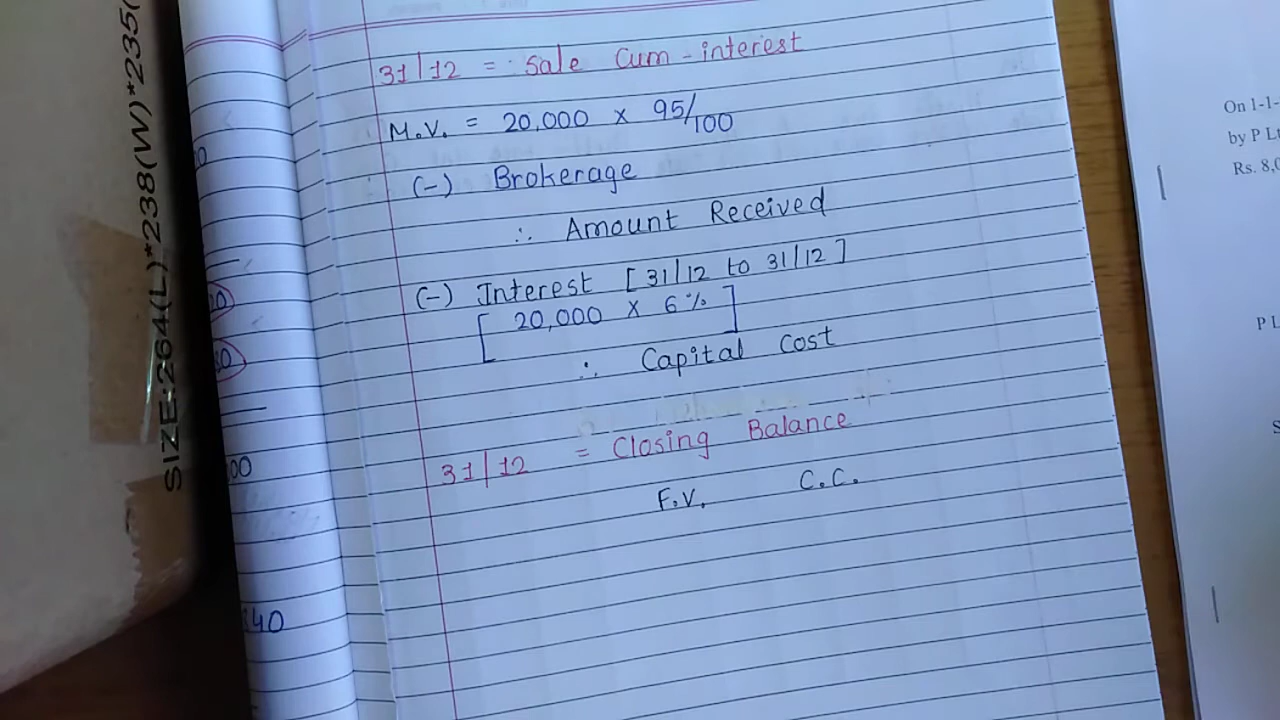 SIZE:264(L)*238(W)*235(
31/12 = Sale Cum-interest
M.V. = 20,000 x 95/100
(-) Brokerage
∴ Amount Received
(-) Interest [31/12 to 31/12]
[20,000 x 6%]
∴ Capital Cost
31/12 = Closing Balance
F.V. C.C.
00
40
On 1-1-
by P Lt
Rs. 8,0
P L